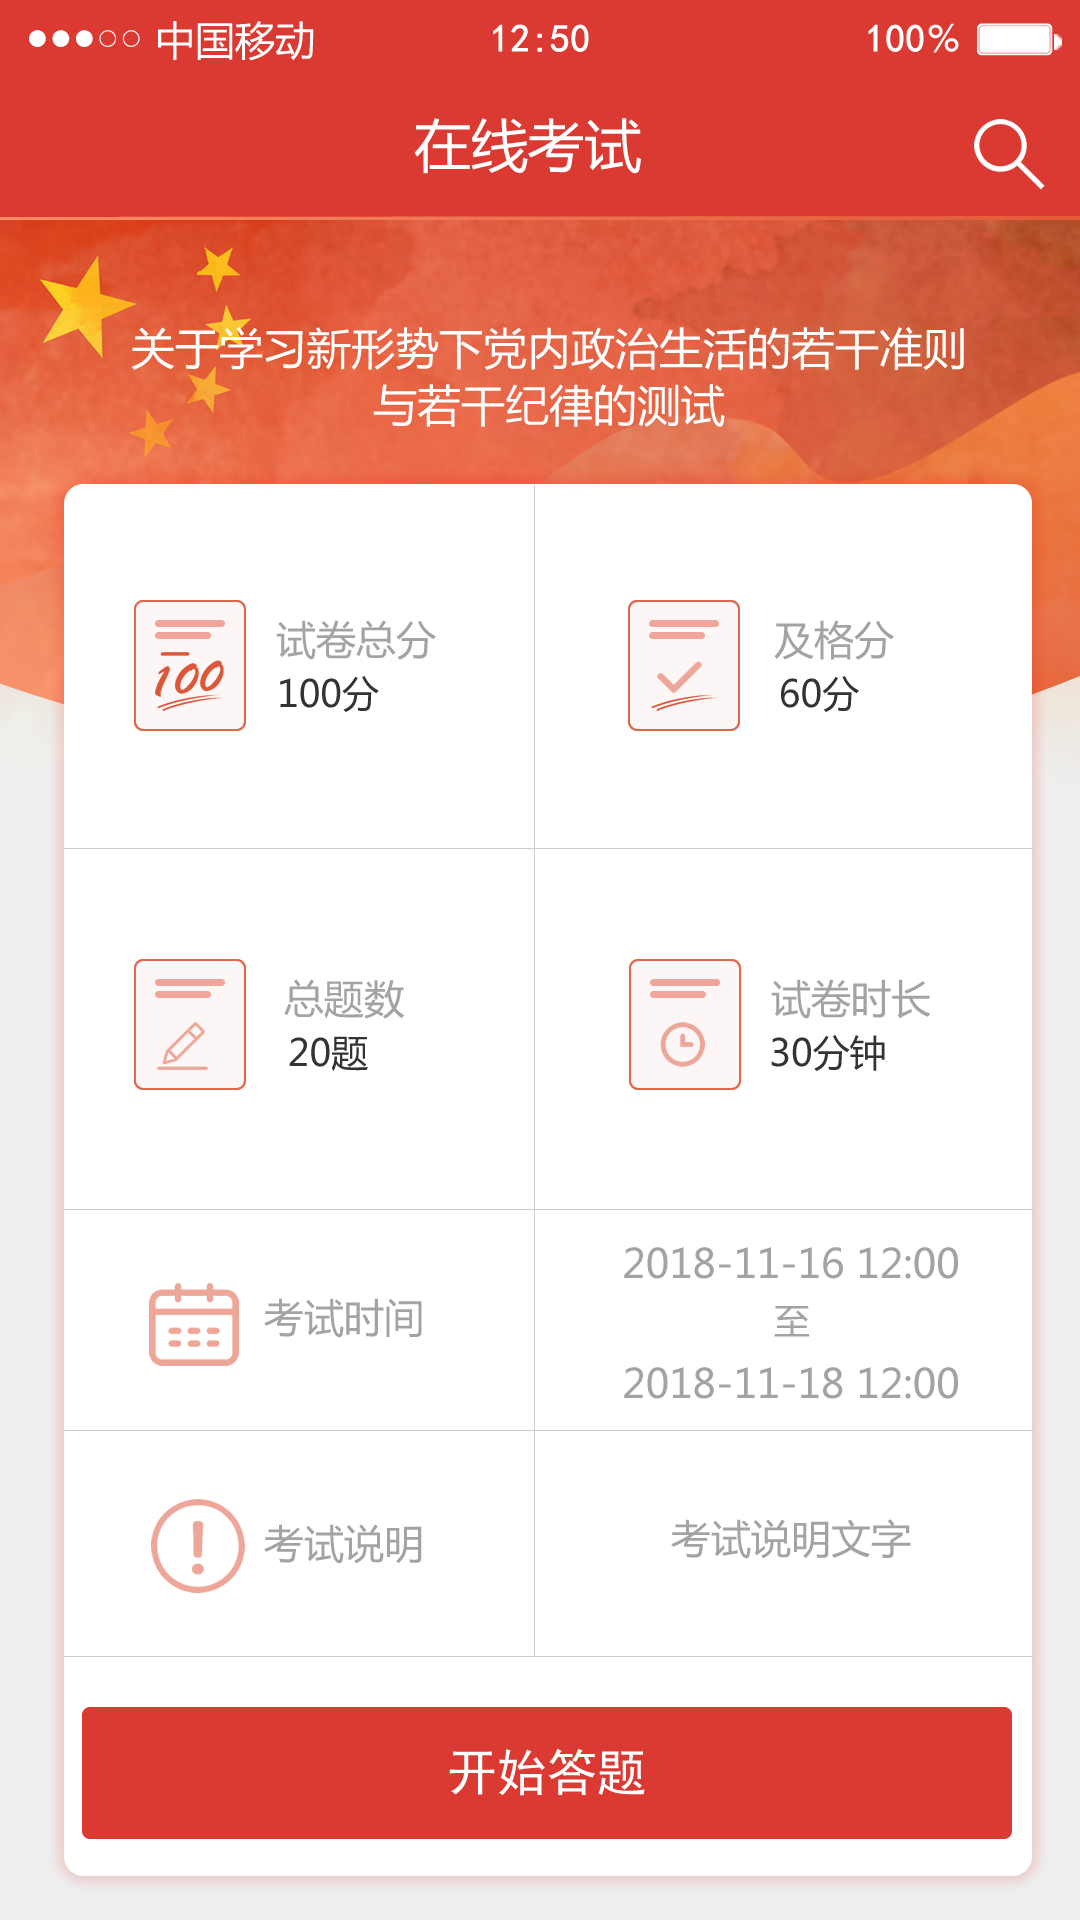 中国移动 12:50 100%
在线考试
关于学习新形势下党内政治生活的若干准则
与若干纪律的测试
100
试卷总分
100分
及格分
60分
总题数
20题
试卷时长
30分钟
考试时间
2018-11-16 12:00
至
2018-11-18 12:00
考试说明
考试说明文字
开始答题